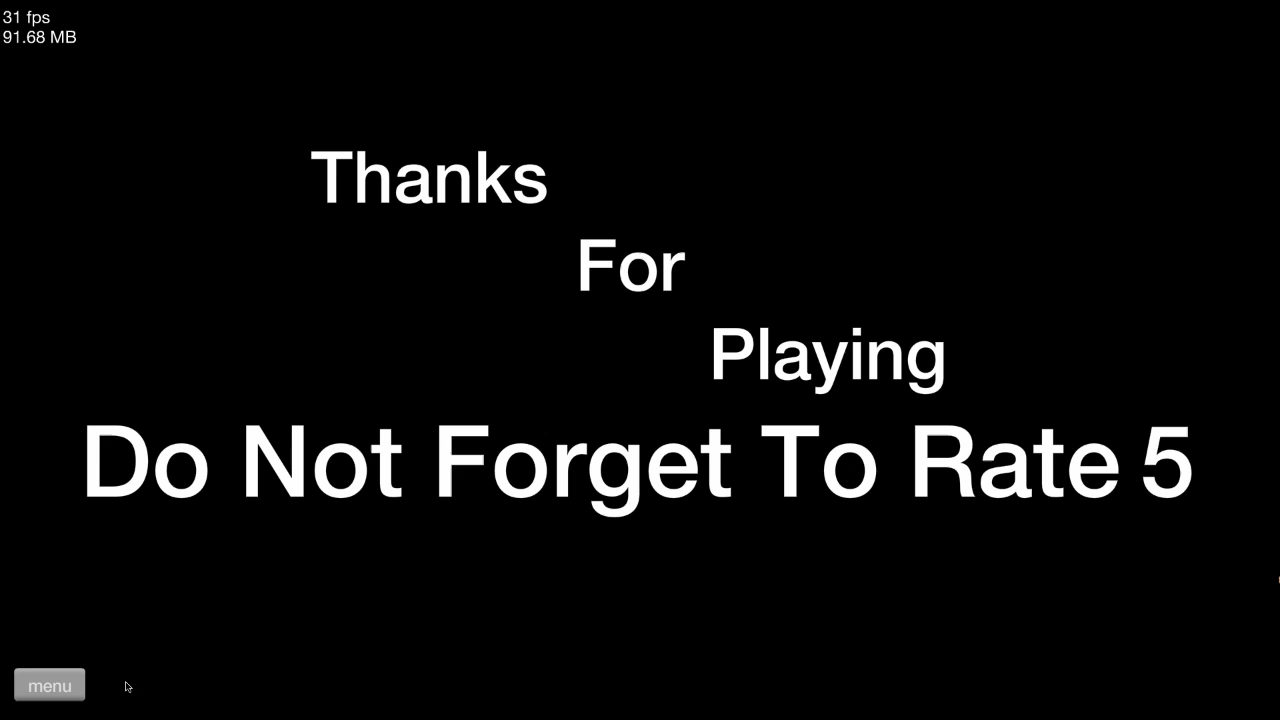 31 fps
91.68 MB
Thanks
For
Playing
Do Not Forget To Rate 5
menu